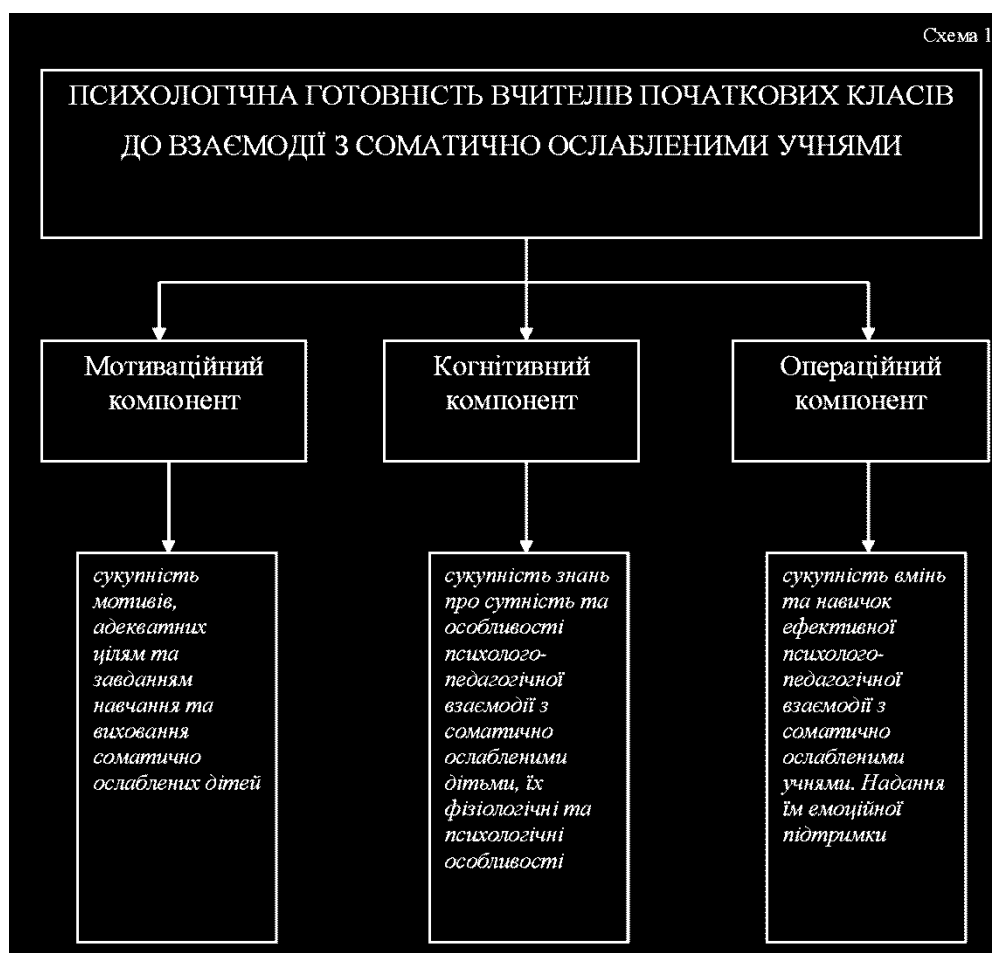 Схема 1
ПСИХОЛОГІЧНА ГОТОВНІСТЬ ВЧИТЕЛІВ ПОЧАТКОВИХ КЛАСІВ
ДО ВЗАЄМОДІЇ З СОМАТИЧНО ОСЛАБЛЕНИМИ УЧНЯМИ
Мотиваційний
компонент
Когнітивний
компонент
Операційний
компонент
сукупність
мотивів,
адекватних
цілям та
завданням
навчання та
виховання
соматично
ослаблених дітей
сукупність знань
про сутність та
особливості
психолого-
педагогічної
взаємодії з
соматично
ослабленими
дітьми, їх
фізіологічні та
психологічні
особливості
сукупність вмінь
та навичок
ефективної
психолого-
педагогічної
взаємодії з
соматично
ослабленими
учнями. Надання
їм емоційної
підтримки